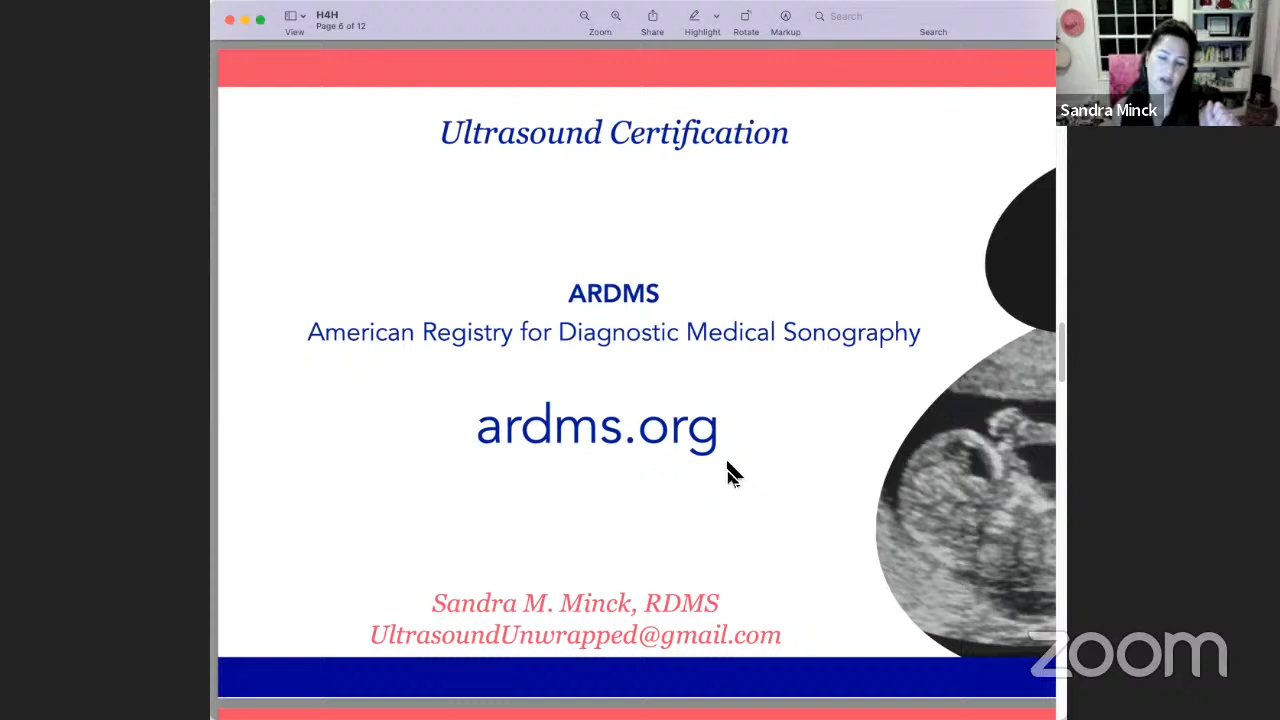 H4H
Page 6 of 12
View
Zoom
Share
Highlight
Rotate
Markup
Search
Search
Sandra Minck
Ultrasound Certification
ARDMS
American Registry for Diagnostic Medical Sonography
ardms.org
Sandra M. Minck, RDMS
UltrasoundUnwrapped@gmail.com
zoom